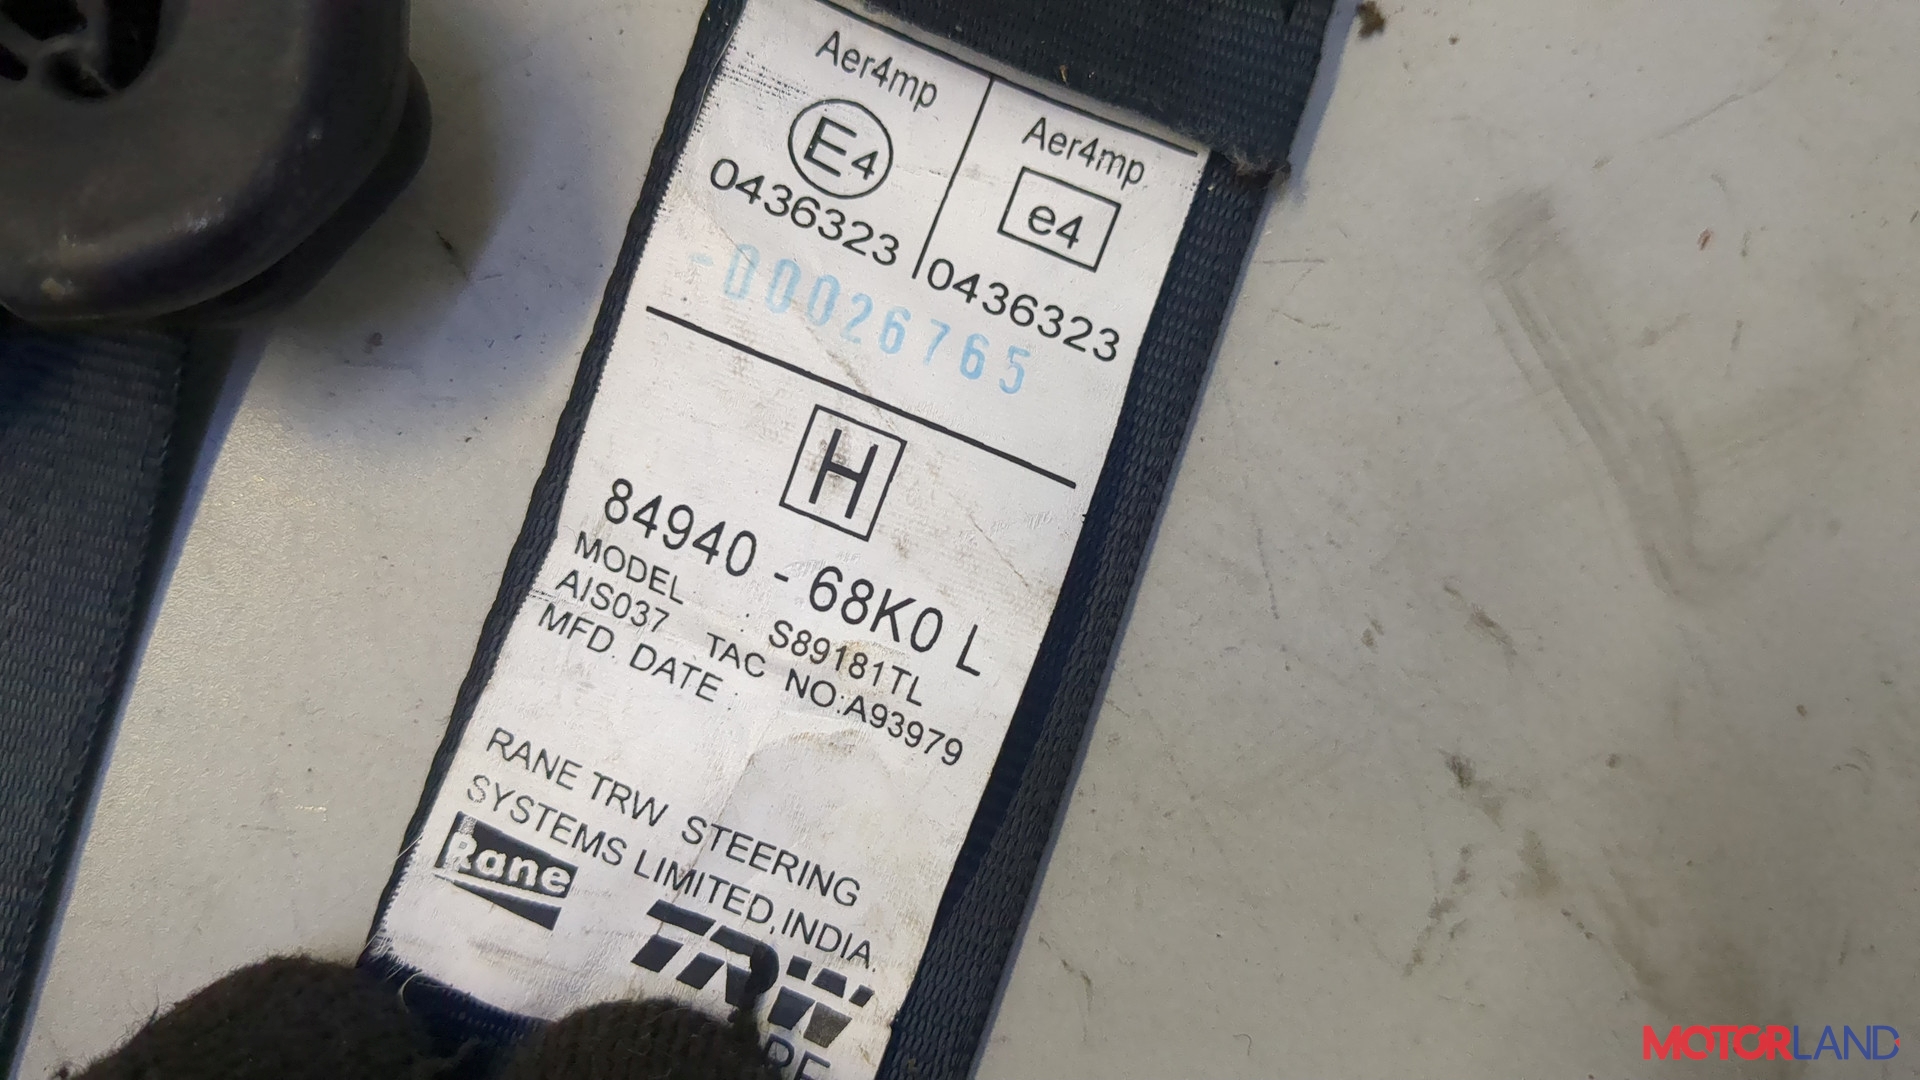 Aer4mp
E4
0436323
Aer4mp
e4
0436323
-00026765
H
84940 - 68K0 L
MODEL : S89181TL
AIS037 TAC NO:A93979
MFD. DATE :
RANE TRW STEERING
SYSTEMS LIMITED,INDIA.
Rane
TRW
MOTORLAND